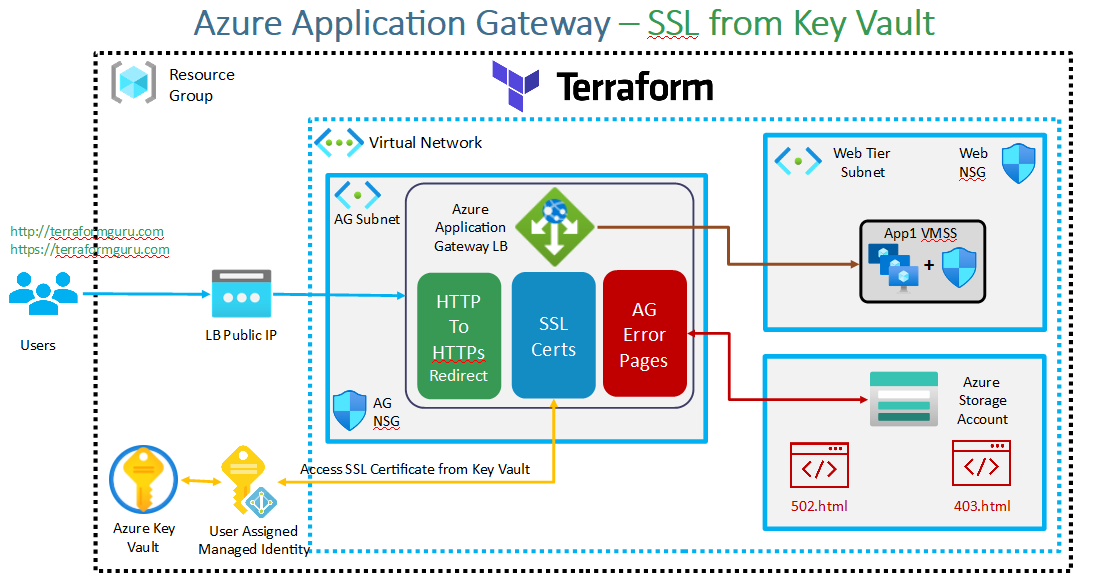 Azure Application Gateway – SSL from Key Vault
Resource
Group
Terraform
Virtual Network
AG Subnet
Azure
Application
Gateway LB
HTTP
To
HTTPs
Redirect
SSL
Certs
AG
Error
Pages
AG
NSG
Web Tier
Subnet
Web
NSG
App1 VMSS
+
http://terraformguru.com
https://terraformguru.com
Users
LB Public IP
Azure
Storage
Account
502.html
403.html
Access SSL Certificate from Key Vault
Azure Key
Vault
User Assigned
Managed Identity